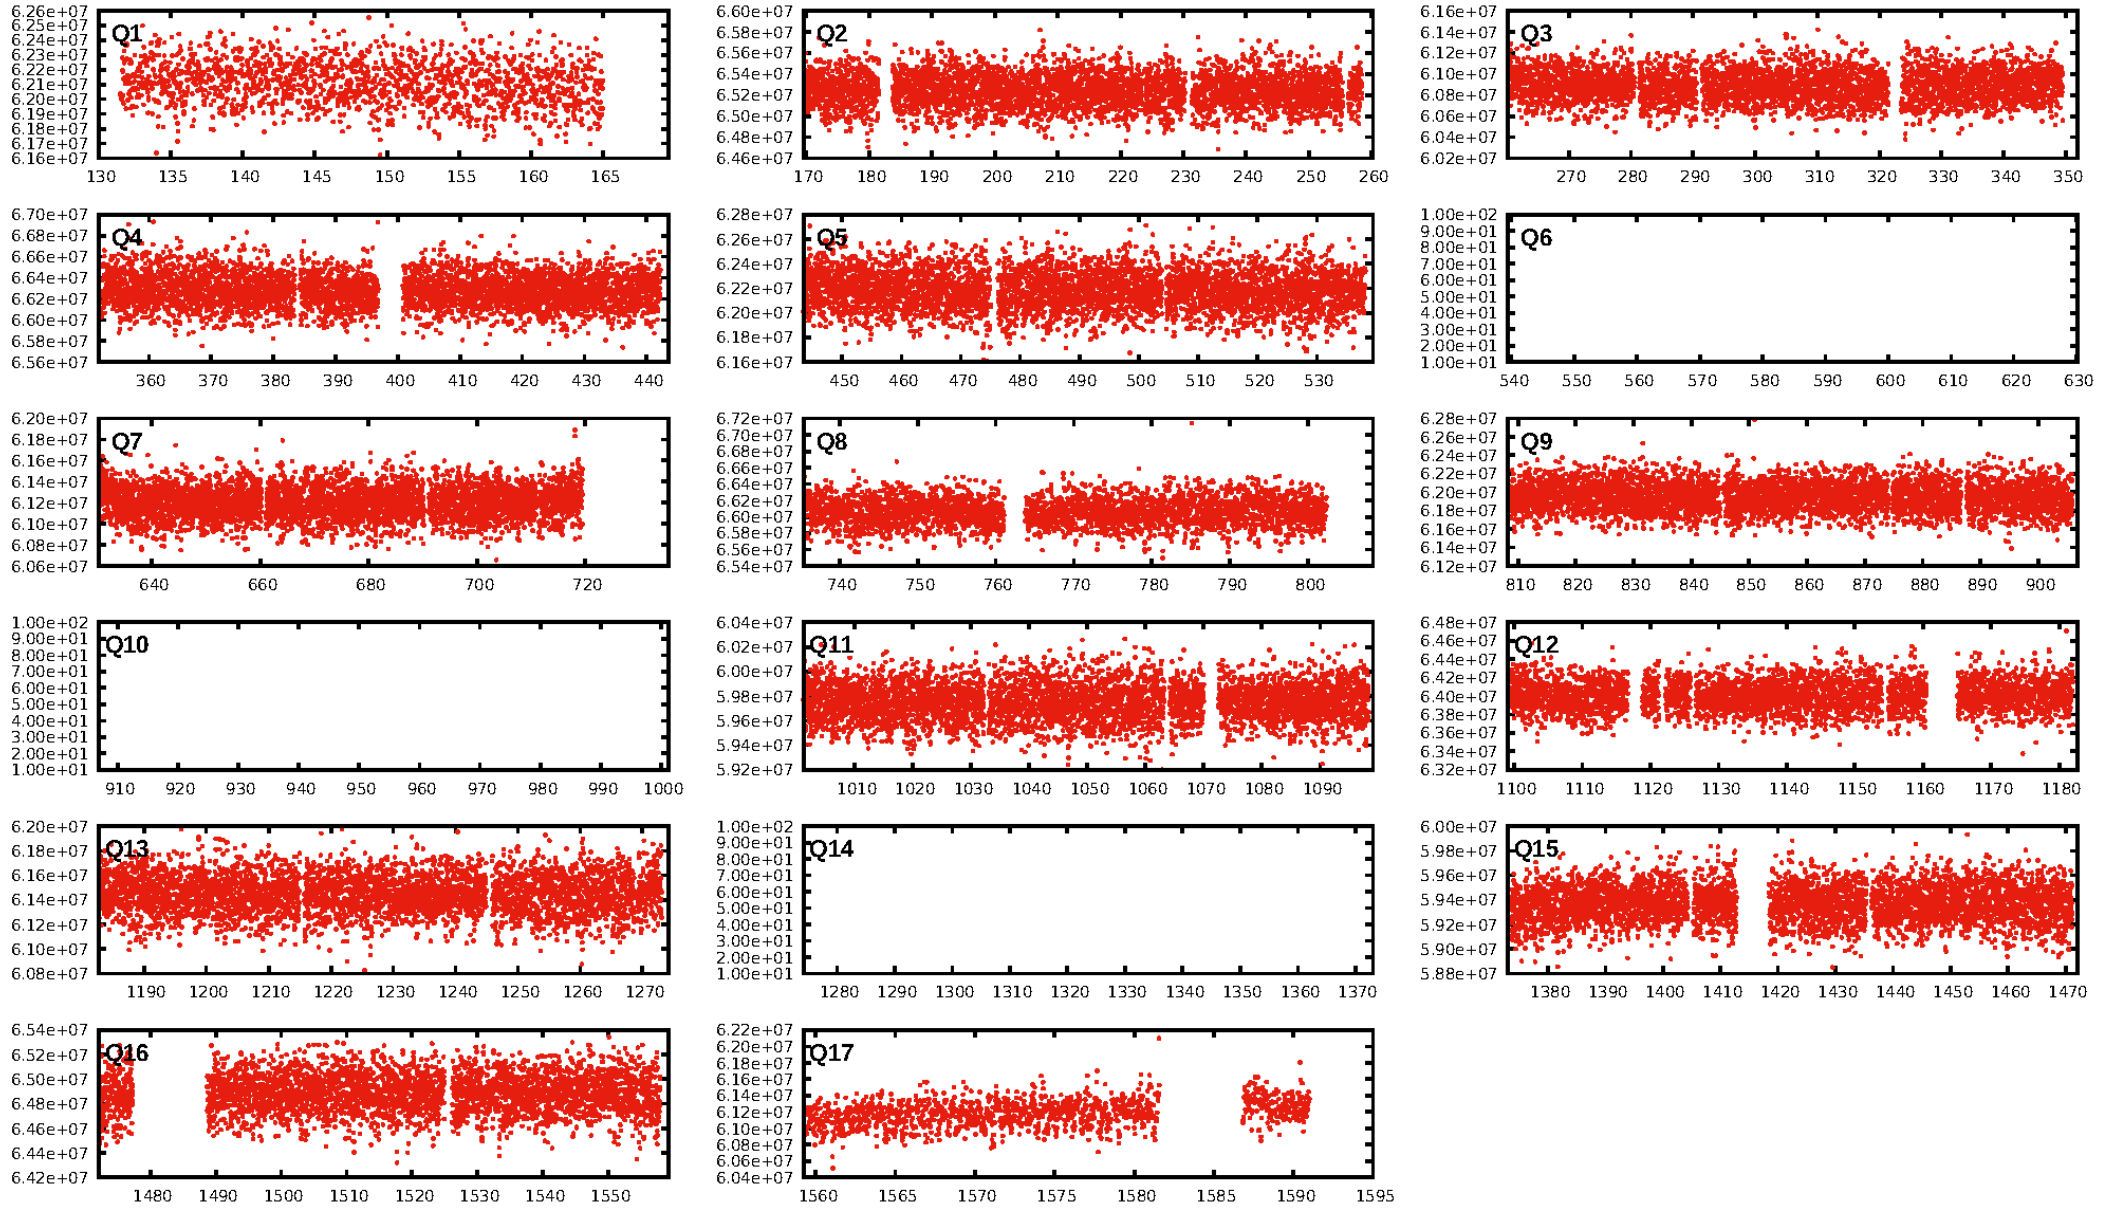 6.26e+07
6.25e+07
6.24e+07
6.23e+07
6.22e+07
6.21e+07
6.20e+07
6.19e+07
6.18e+07
6.17e+07
6.16e+07
Q1
130 135 140 145 150 155 160 165
6.60e+07
6.58e+07
6.56e+07
6.54e+07
6.52e+07
6.50e+07
6.48e+07
6.46e+07
Q2
170 180 190 200 210 220 230 240 250 260
6.16e+07
6.14e+07
6.12e+07
6.10e+07
6.08e+07
6.06e+07
6.04e+07
6.02e+07
Q3
270 280 290 300 310 320 330 340 350
6.70e+07
6.68e+07
6.66e+07
6.64e+07
6.62e+07
6.60e+07
6.58e+07
6.56e+07
Q4
360 370 380 390 400 410 420 430 440
6.28e+07
6.26e+07
6.24e+07
6.22e+07
6.20e+07
6.18e+07
6.16e+07
Q5
450 460 470 480 490 500 510 520 530
1.00e+02
9.00e+01
8.00e+01
7.00e+01
6.00e+01
5.00e+01
4.00e+01
3.00e+01
2.00e+01
1.00e+01
Q6
540 550 560 570 580 590 600 610 620 630
6.20e+07
6.18e+07
6.16e+07
6.14e+07
6.12e+07
6.10e+07
6.08e+07
6.06e+07
Q7
640 660 680 700 720
6.72e+07
6.70e+07
6.68e+07
6.66e+07
6.64e+07
6.62e+07
6.60e+07
6.58e+07
6.56e+07
6.54e+07
Q8
740 750 760 770 780 790 800
6.28e+07
6.26e+07
6.24e+07
6.22e+07
6.20e+07
6.18e+07
6.16e+07
6.14e+07
6.12e+07
Q9
810 820 830 840 850 860 870 880 890 900
1.00e+02
9.00e+01
8.00e+01
7.00e+01
6.00e+01
5.00e+01
4.00e+01
3.00e+01
2.00e+01
1.00e+01
Q10
910 920 930 940 950 960 970 980 990 1000
6.04e+07
6.02e+07
6.00e+07
5.98e+07
5.96e+07
5.94e+07
5.92e+07
Q11
1010 1020 1030 1040 1050 1060 1070 1080 1090
6.48e+07
6.46e+07
6.44e+07
6.42e+07
6.40e+07
6.38e+07
6.36e+07
6.34e+07
6.32e+07
Q12
1100 1110 1120 1130 1140 1150 1160 1170 1180
6.20e+07
6.18e+07
6.16e+07
6.14e+07
6.12e+07
6.10e+07
6.08e+07
Q13
1190 1200 1210 1220 1230 1240 1250 1260 1270
1.00e+02
9.00e+01
8.00e+01
7.00e+01
6.00e+01
5.00e+01
4.00e+01
3.00e+01
2.00e+01
1.00e+01
Q14
1280 1290 1300 1310 1320 1330 1340 1350 1360 1370
6.00e+07
5.98e+07
5.96e+07
5.94e+07
5.92e+07
5.90e+07
5.88e+07
Q15
1380 1390 1400 1410 1420 1430 1440 1450 1460 1470
6.54e+07
6.52e+07
6.50e+07
6.48e+07
6.46e+07
6.44e+07
6.42e+07
Q16
1480 1490 1500 1510 1520 1530 1540 1550
6.22e+07
6.20e+07
6.18e+07
6.16e+07
6.14e+07
6.12e+07
6.10e+07
6.08e+07
6.06e+07
6.04e+07
Q17
1560 1565 1570 1575 1580 1585 1590 1595